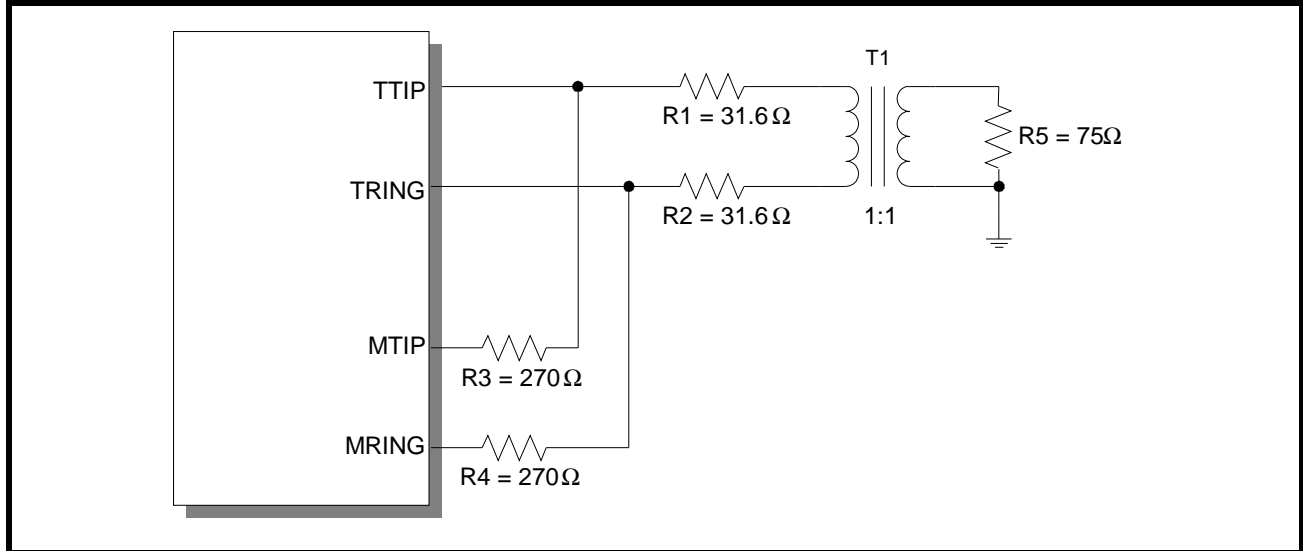 T1
TTIP
R1 = 31.6Ω
R5 = 75Ω
TRING
R2 = 31.6Ω
1:1
MTIP
R3 = 270Ω
MRING
R4 = 270Ω